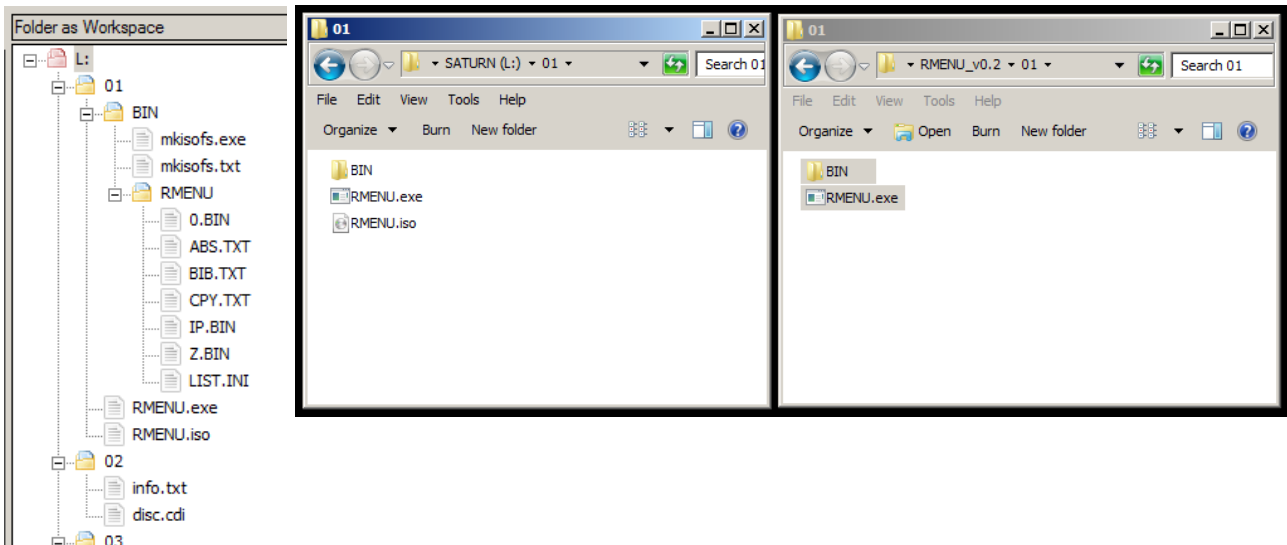 Folder as Workspace
L:
01
BIN
mkisofs.exe
mkisofs.txt
RMENU
0.BIN
ABS.TXT
BIB.TXT
CPY.TXT
IP.BIN
Z.BIN
LIST.INI
RMENU.exe
RMENU.iso
02
info.txt
disc.cdi
03
01
SATURN (L:) 01
Search 01
File Edit View Tools Help
Organize Burn New folder
BIN
RMENU.exe
RMENU.iso
01
RMENU_v0.2 01
Search 01
File Edit View Tools Help
Organize Open Burn New folder
BIN
RMENU.exe